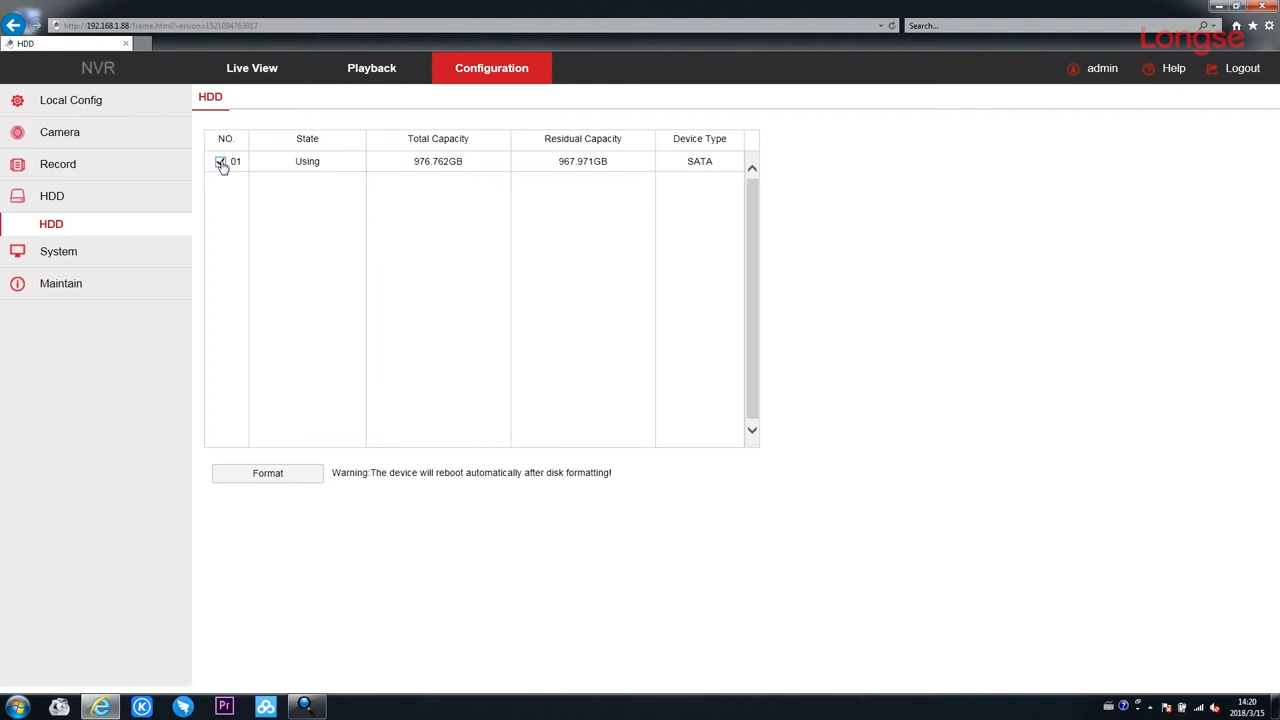 http://192.168.1.88/frame.html?version=1521094763017
Search...
HDD
Longse
NVR
Live View
Playback
Configuration
admin
Help
Logout
Local Config
Camera
Record
HDD
HDD
System
Maintain
HDD
NO. State Total Capacity Residual Capacity Device Type
01 Using 976.762GB 967.971GB SATA
Format
Warning:The device will reboot automatically after disk formatting!
Pr
14:20
2018/3/15